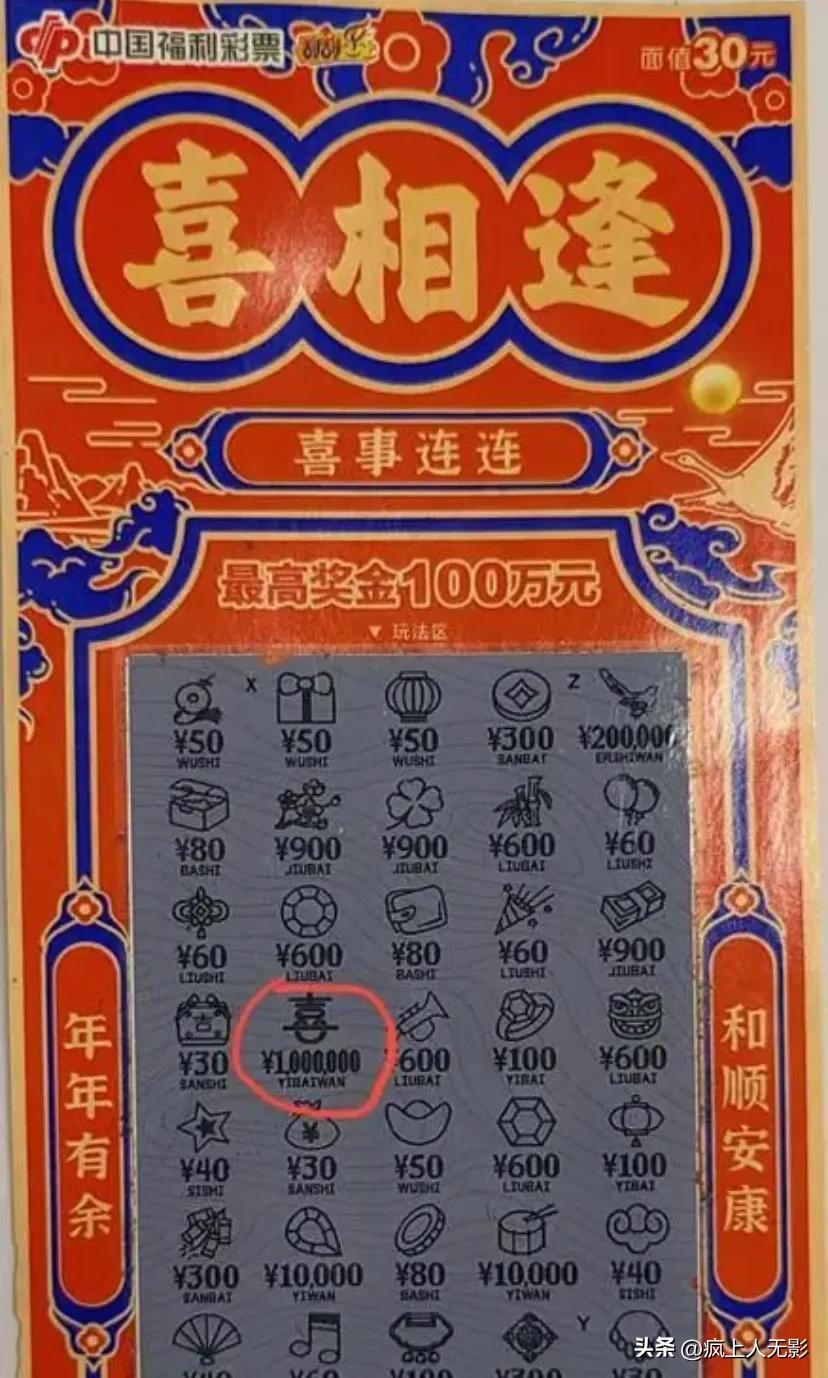 中国福利彩票 刮刮乐
面值30元
喜相逢
喜事连连
最高奖金100万元
▼ 玩法区
X Z
¥50 ¥50 ¥50 ¥300 ¥200,000
WUSHI WUSHI WUSHI SANBAI ERSHIWAN
¥80 ¥900 ¥900 ¥600 ¥60
BASHI JIUBAI JIUBAI LIUBAI LIUSHI
¥60 ¥600 ¥80 ¥60 ¥900
LIUSHI LIUBAI BASHI LIUSHI JIUBAI
喜
¥30 ¥1,000,000 ¥600 ¥100 ¥600
SANSHI YIBAIWAN LIUBAI YIBAI LIUBAI
¥
¥40 ¥30 ¥50 ¥600 ¥100
SISHI SANSHI WUSHI LIUBAI YIBAI
¥300 ¥10,000 ¥80 ¥10,000 ¥40
SANBAI YIWAN BASHI YIWAN SISHI
Y
年年有余
和顺安康
头条 @疯上人无影